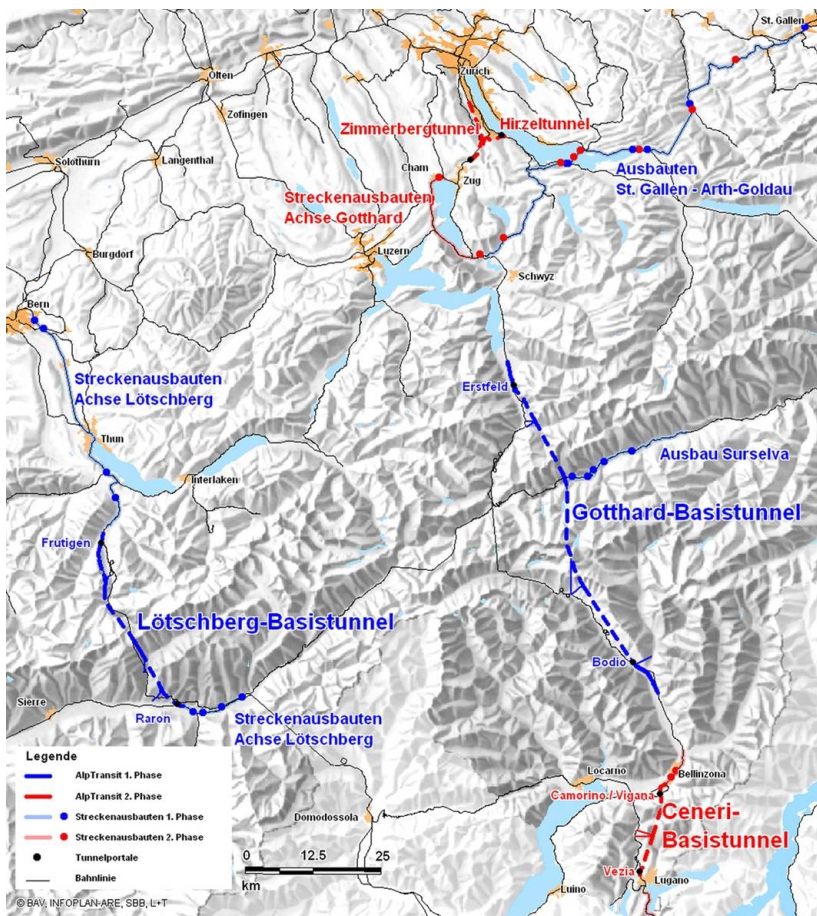 St. Gallen
Zürich
Olten
Zofingen
Zimmerbergtunnel
Hirzeltunnel
Solothurn
Langenthal
Cham
Zug
Ausbauten
St. Gallen - Arth-Goldau
Streckenausbauten
Achse Gotthard
Burgdorf
Luzern
Schwyz
Bern
Streckenausbauten
Achse Lötschberg
Erstfeld
Thun
Interlaken
Ausbau Surselva
Gotthard-Basistunnel
Frutigen
Lötschberg-Basistunnel
Bodio
Sierre
Raron
Streckenausbauten
Achse Lötschberg
Legende
AlpTransit 1. Phase
AlpTransit 2. Phase
Streckenausbauten 1. Phase
Streckenausbauten 2. Phase
Tunnelportale
Bahnlinie
Locarno
Bellinzona
Camorino / Vigana
Domodossola
Ceneri-
Basistunnel
Vezia
Lugano
Luino
0 12.5 25
km
© BAV, INFOPLAN-ARE, SBB, L+T